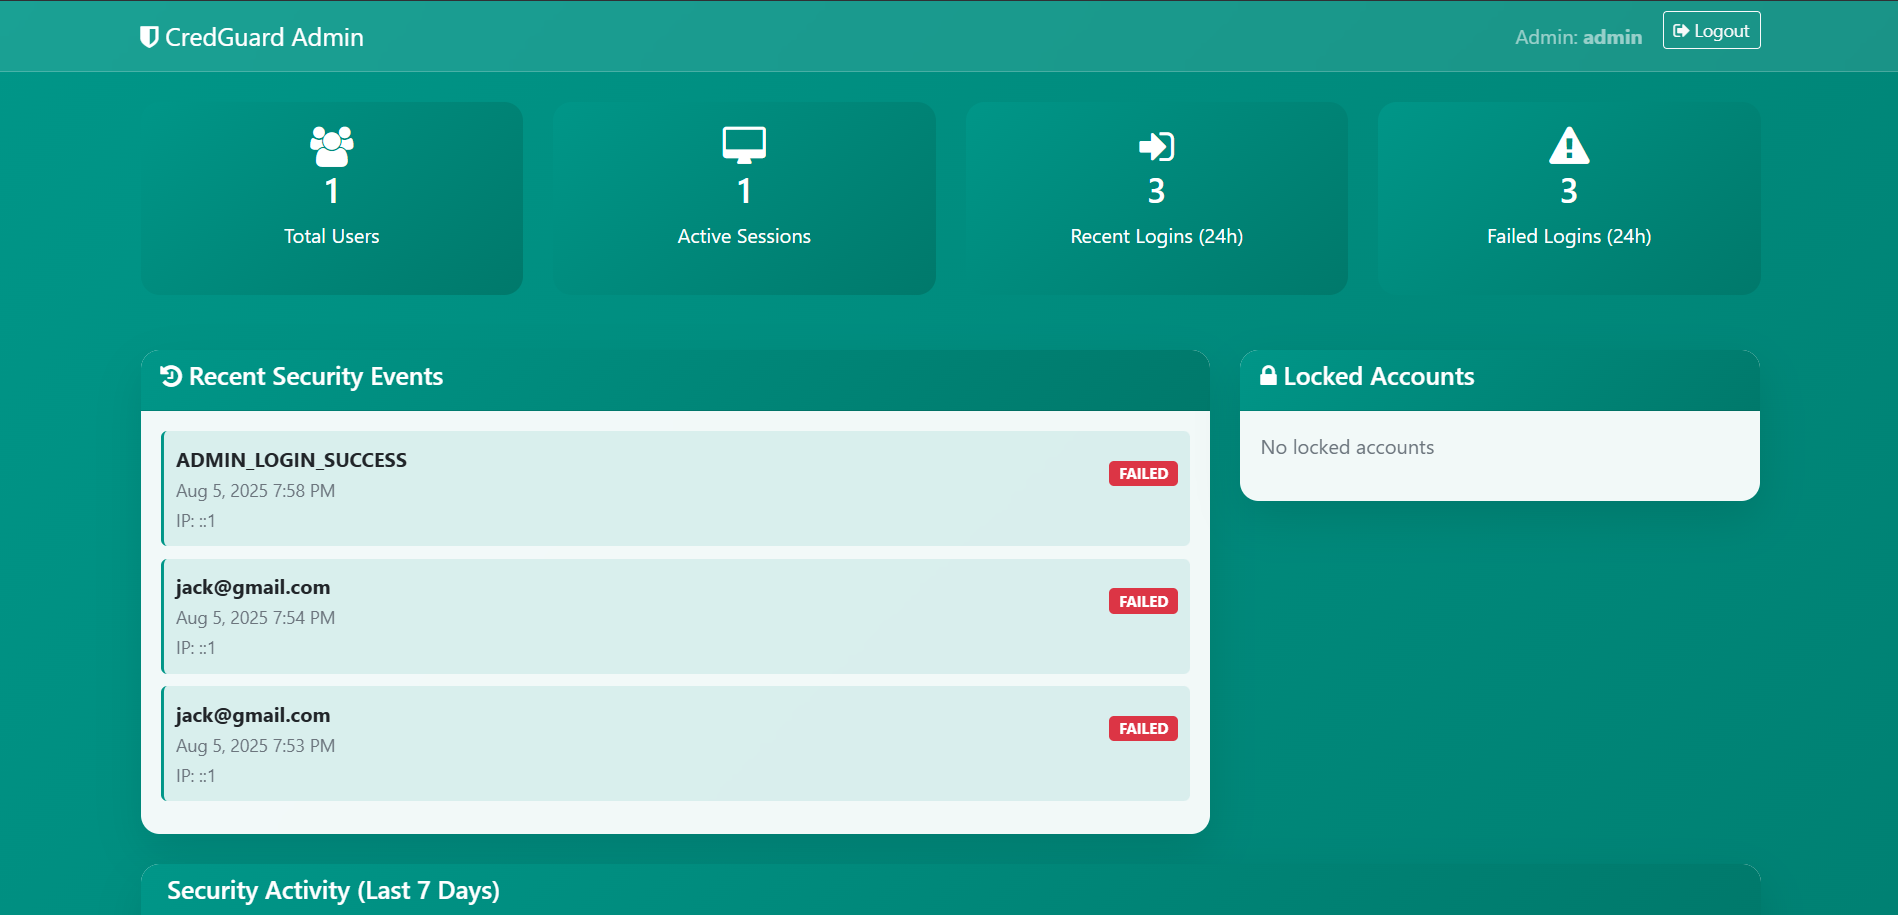 CredGuard Admin
Admin: admin
Logout
1
Total Users
1
Active Sessions
3
Recent Logins (24h)
3
Failed Logins (24h)
Recent Security Events
ADMIN_LOGIN_SUCCESS
Aug 5, 2025 7:58 PM
IP: ::1
FAILED
jack@gmail.com
Aug 5, 2025 7:54 PM
IP: ::1
FAILED
jack@gmail.com
Aug 5, 2025 7:53 PM
IP: ::1
FAILED
Locked Accounts
No locked accounts
Security Activity (Last 7 Days)